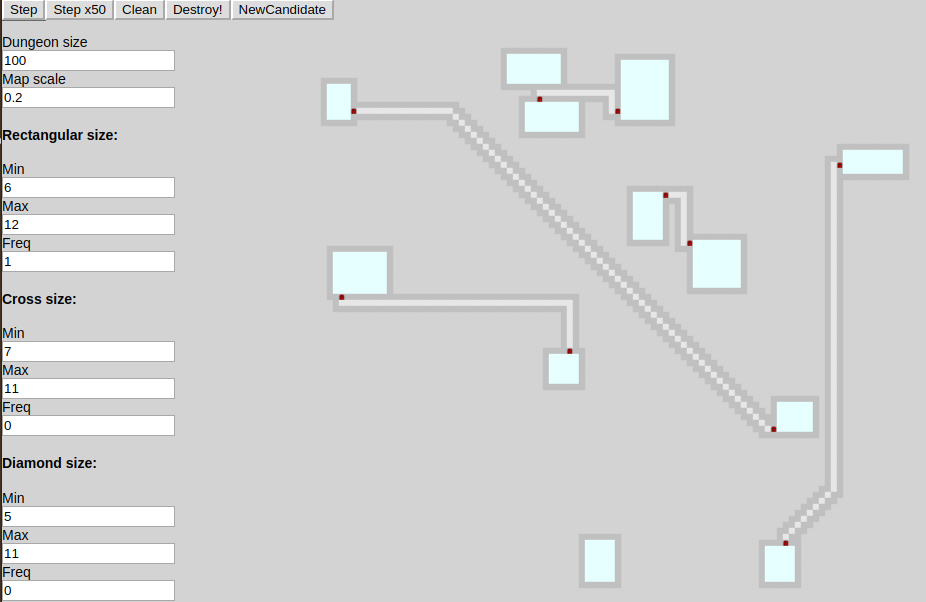 Step Step x50 Clean Destroy! NewCandidate
Dungeon size
100
Map scale
0.2
Rectangular size:
Min
6
Max
12
Freq
1
Cross size:
Min
7
Max
11
Freq
0
Diamond size:
Min
5
Max
11
Freq
0